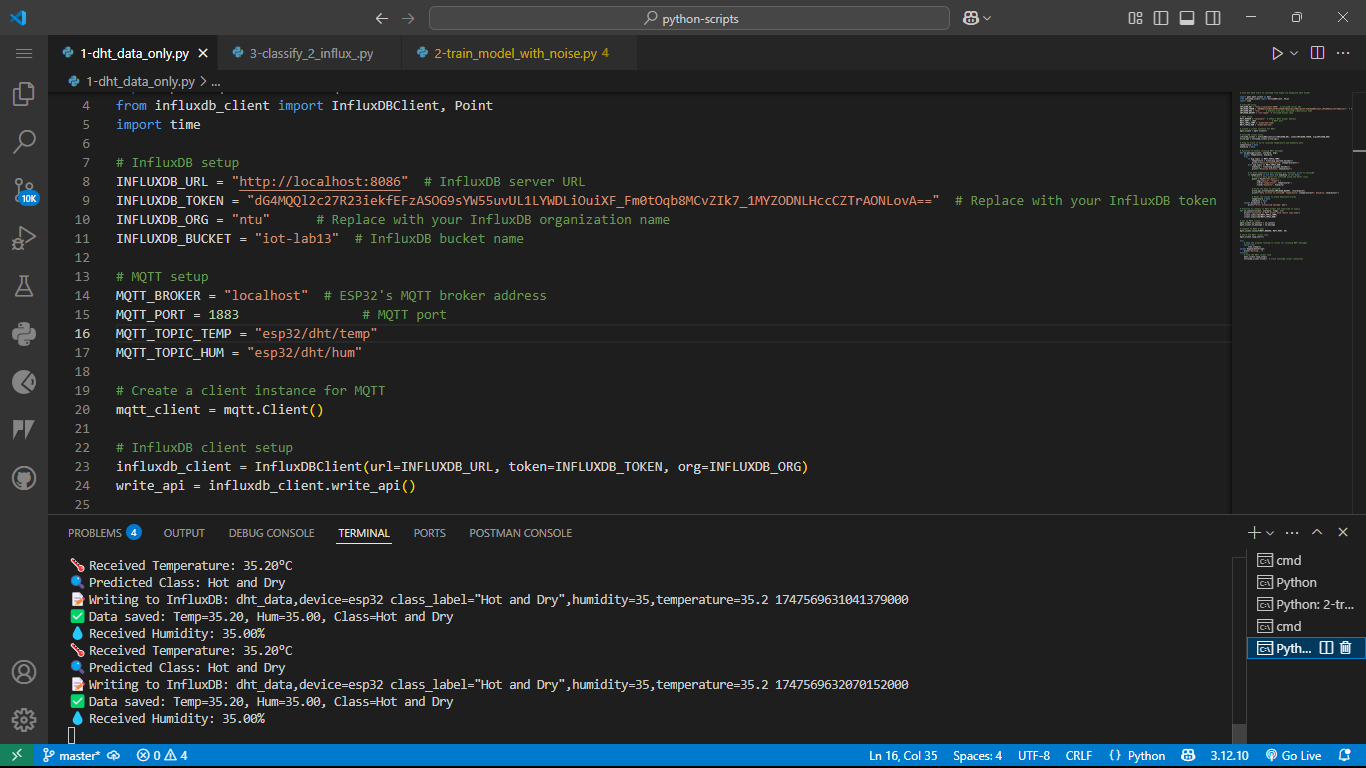 python-scripts
1-dht_data_only.py
3-classify_2_influx_.py
2-train_model_with_noise.py 4
1-dht_data_only.py > ...
4 from influxdb_client import InfluxDBClient, Point
5 import time
6
7 # InfluxDB setup
8 INFLUXDB_URL = "http://localhost:8086" # InfluxDB server URL
9 INFLUXDB_TOKEN = "dG4MQQl2c27R23iekfEFzASOG9sYW55uvUL1LYWDLiOuiXF_Fm0tOqb8MCvZIk7_1MYZODNLHccCZTrAONLovA==" # Replace with your InfluxDB token
10 INFLUXDB_ORG = "ntu" # Replace with your InfluxDB organization name
11 INFLUXDB_BUCKET = "iot-lab13" # InfluxDB bucket name
12
13 # MQTT setup
14 MQTT_BROKER = "localhost" # ESP32's MQTT broker address
15 MQTT_PORT = 1883 # MQTT port
16 MQTT_TOPIC_TEMP = "esp32/dht/temp"
17 MQTT_TOPIC_HUM = "esp32/dht/hum"
18
19 # Create a client instance for MQTT
20 mqtt_client = mqtt.Client()
21
22 # InfluxDB client setup
23 influxdb_client = InfluxDBClient(url=INFLUXDB_URL, token=INFLUXDB_TOKEN, org=INFLUXDB_ORG)
24 write_api = influxdb_client.write_api()
25
10K
PROBLEMS 4 OUTPUT DEBUG CONSOLE TERMINAL PORTS POSTMAN CONSOLE
🌡️ Received Temperature: 35.20°C
🔍 Predicted Class: Hot and Dry
📝 Writing to InfluxDB: dht_data,device=esp32 class_label="Hot and Dry",humidity=35,temperature=35.2 1747569631041379000
✅ Data saved: Temp=35.20, Hum=35.00, Class=Hot and Dry
💧 Received Humidity: 35.00%
🌡️ Received Temperature: 35.20°C
🔍 Predicted Class: Hot and Dry
📝 Writing to InfluxDB: dht_data,device=esp32 class_label="Hot and Dry",humidity=35,temperature=35.2 1747569632070152000
✅ Data saved: Temp=35.20, Hum=35.00, Class=Hot and Dry
💧 Received Humidity: 35.00%
cmd
Python
Python: 2-tr...
cmd
Pyth...
master* 0 4 Ln 16, Col 35 Spaces: 4 UTF-8 CRLF {} Python 3.12.10 Go Live